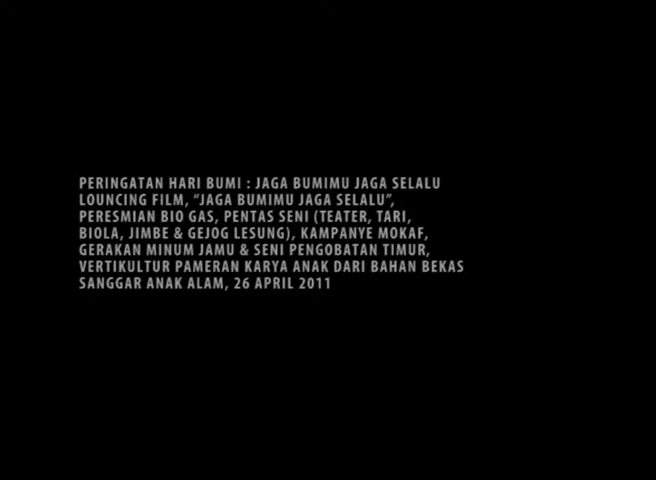 PERINGATAN HARI BUMI : JAGA BUMIMU JAGA SELALU
LOUNCING FILM, “JAGA BUMIMU JAGA SELALU”,
PERESMIAN BIO GAS, PENTAS SENI (TEATER, TARI,
BIOLA, JIMBE & GEJOG LESUNG), KAMPANYE MOKAF,
GERAKAN MINUM JAMU & SENI PENGOBATAN TIMUR,
VERTIKULTUR PAMERAN KARYA ANAK DARI BAHAN BEKAS
SANGGAR ANAK ALAM, 26 APRIL 2011